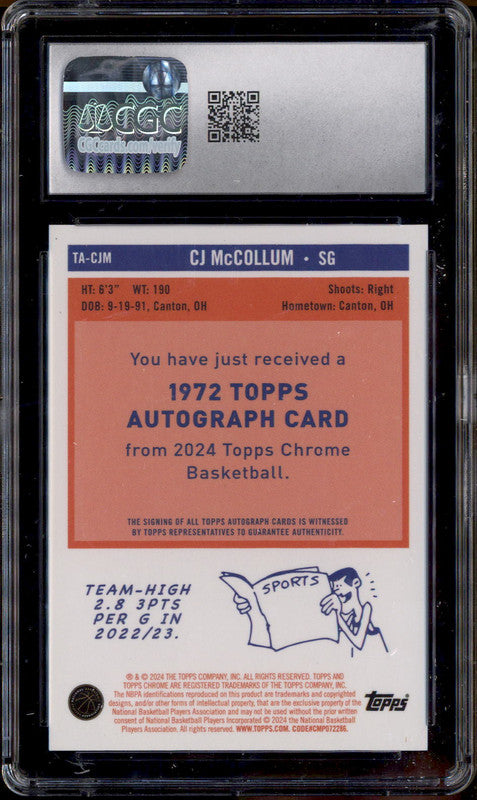 CGC
CGCcards.com/verify
TA-CJM
CJ McCOLLUM • SG
HT: 6'3" WT: 190
Shoots: Right
DOB: 9-19-91, Canton, OH
Hometown: Canton, OH
You have just received a
1972 TOPPS
AUTOGRAPH CARD
from 2024 Topps Chrome
Basketball.
THE SIGNING OF ALL TOPPS AUTOGRAPH CARDS IS WITNESSED
BY TOPPS REPRESENTATIVES TO GUARANTEE AUTHENTICITY.
TEAM-HIGH
2.8 3PTS
PER G IN
2022/23.
SPORTS
® & © 2024 THE TOPPS COMPANY, INC. ALL RIGHTS RESERVED. TOPPS AND
TOPPS CHROME ARE REGISTERED TRADEMARKS OF THE TOPPS COMPANY, INC.
The NBPA identifications reproduced on this product are trademarks and copyrighted
designs, and/or other forms of intellectual property, that are the exclusive property of the
National Basketball Players Association and may not be used without the prior written
consent of National Basketball Players Incorporated © 2024 the National Basketball
Players Association. All rights reserved. WWW.TOPPS.COM. CODE#CMP072286.
topps